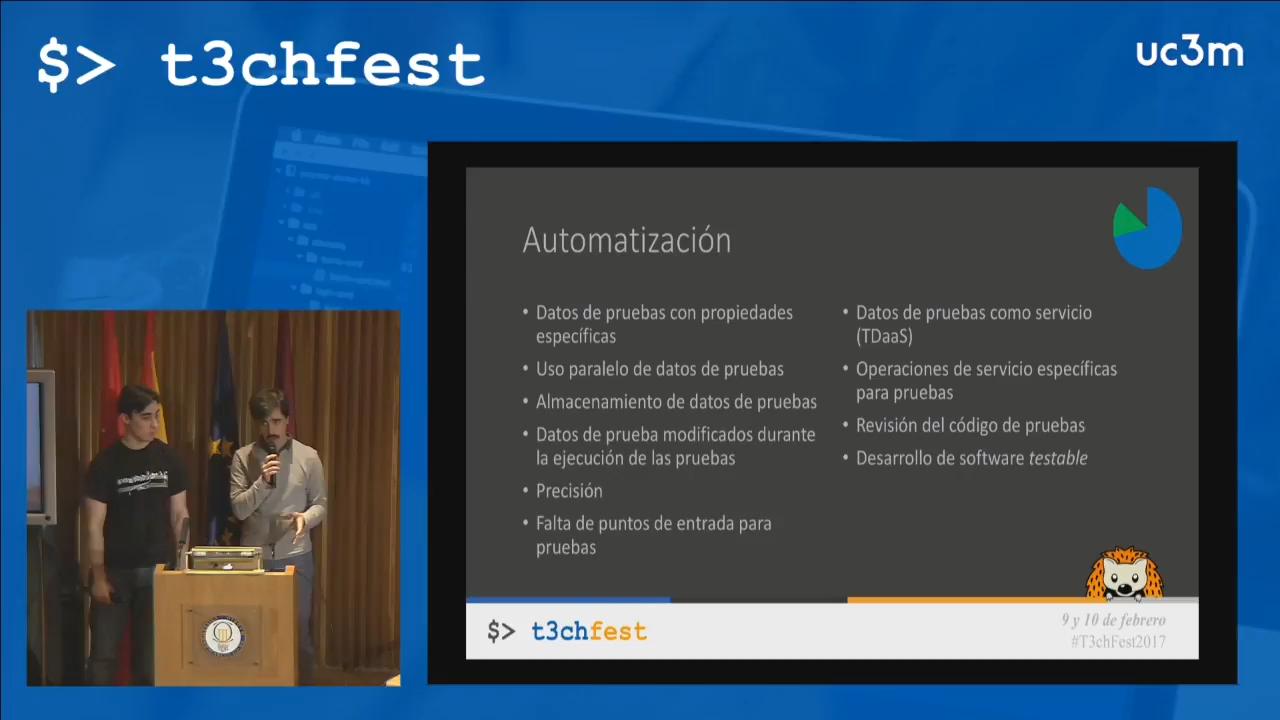 $> t3chfest
uc3m
Automatización
• Datos de pruebas con propiedades
específicas
• Uso paralelo de datos de pruebas
• Almacenamiento de datos de pruebas
• Datos de prueba modificados durante
la ejecución de las pruebas
• Precisión
• Falta de puntos de entrada para
pruebas
• Datos de pruebas como servicio
(TDaaS)
• Operaciones de servicio específicas
para pruebas
• Revisión del código de pruebas
• Desarrollo de software testable
$> t3chfest
9 y 10 de febrero
#T3chFest2017